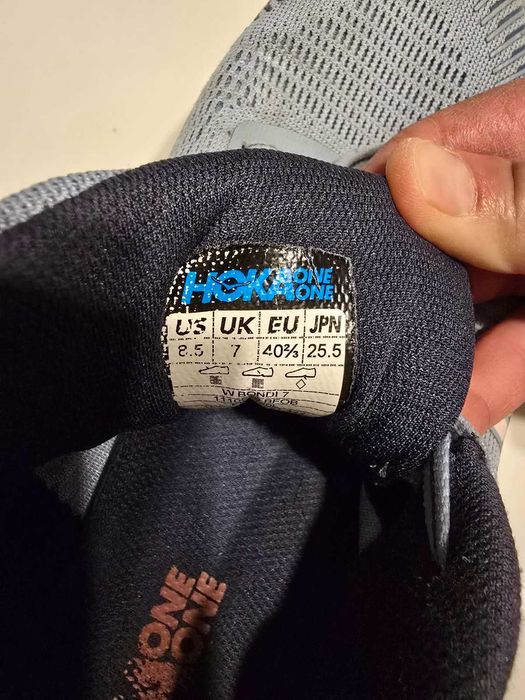 HOKA ONE ONE
US UK EU JPN
8.5 7 40⅔ 25.5
W BONDI 7
ONE
ONE